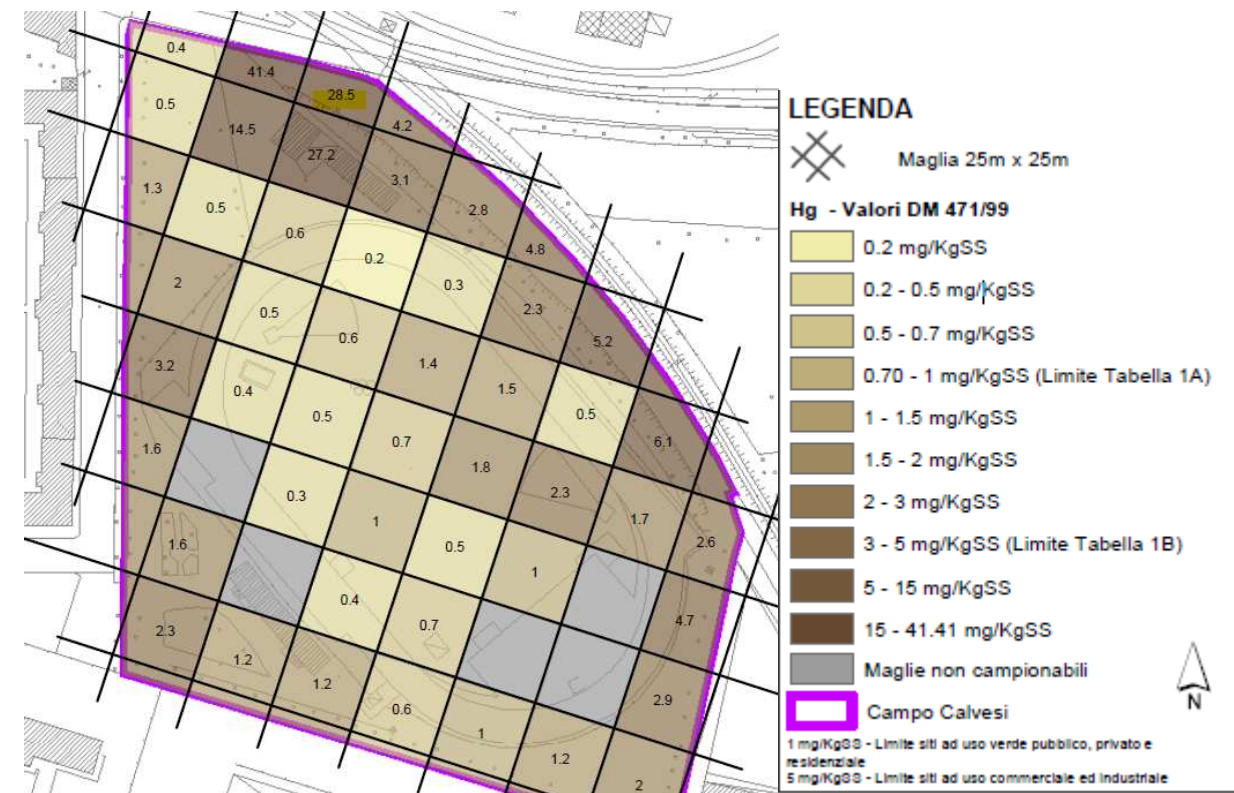 0.4
41.4
28.5
0.5
14.5
4.2
27.2
3.1
1.3
0.5
2.8
0.6
4.8
0.2
2
0.3
0.5
2.3
0.6
5.2
3.2
1.4
0.4
1.5
0.5
0.5
0.7
6.1
1.6
1.8
0.3
2.3
1
1.7
1.6
0.5
2.6
1
0.4
4.7
2.3
0.7
1.2
1.2
2.9
0.6
1
1.2
2
LEGENDA
Maglia 25m x 25m
Hg - Valori DM 471/99
0.2 mg/KgSS
0.2 - 0.5 mg/KgSS
0.5 - 0.7 mg/KgSS
0.70 - 1 mg/KgSS (Limite Tabella 1A)
1 - 1.5 mg/KgSS
1.5 - 2 mg/KgSS
2 - 3 mg/KgSS
3 - 5 mg/KgSS (Limite Tabella 1B)
5 - 15 mg/KgSS
15 - 41.41 mg/KgSS
Maglie non campionabili
Campo Calvesi
N
1 mg/KgSS - Limite siti ad uso verde pubblico, privato e
residenziale
5 mg/KgSS - Limite siti ad uso commerciale ed industriale